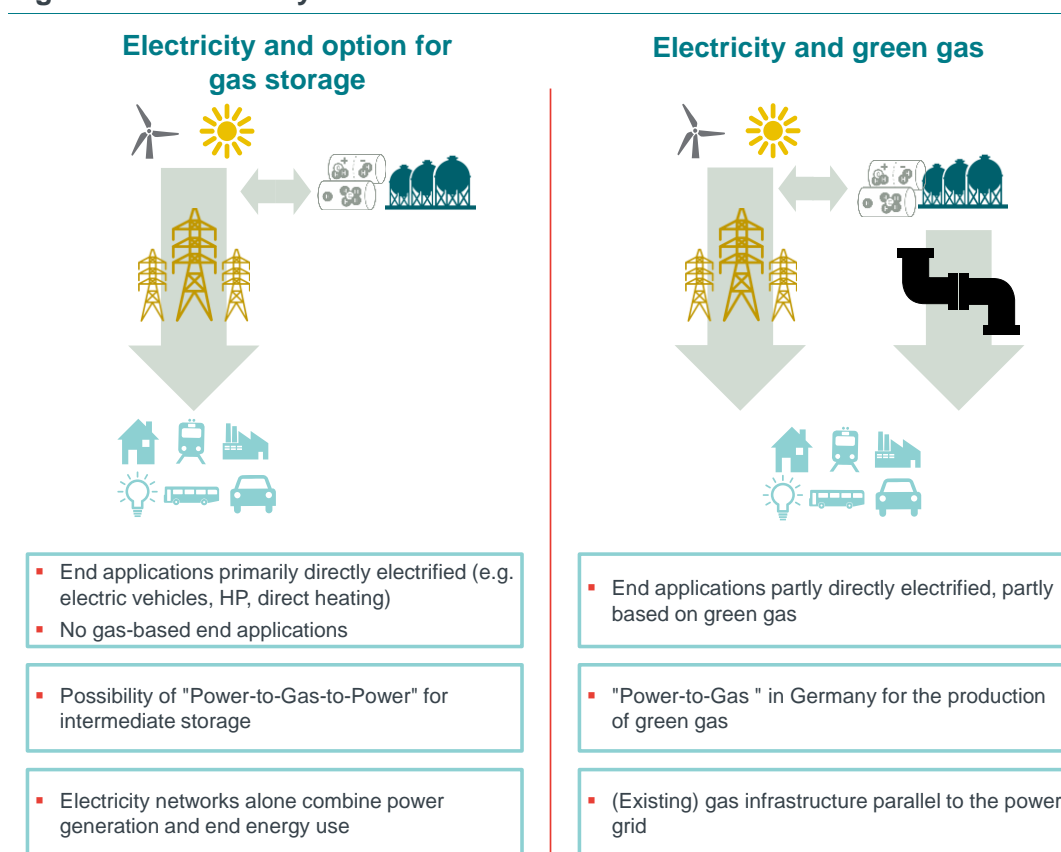 Electricity and option for
gas storage
Electricity and green gas
▪ End applications primarily directly electrified (e.g.
electric vehicles, HP, direct heating)
▪ No gas-based end applications
▪ End applications partly directly electrified, partly
based on green gas
▪ Possibility of "Power-to-Gas-to-Power" for
intermediate storage
▪ "Power-to-Gas " in Germany for the production
of green gas
▪ Electricity networks alone combine power
generation and end energy use
▪ (Existing) gas infrastructure parallel to the power
grid